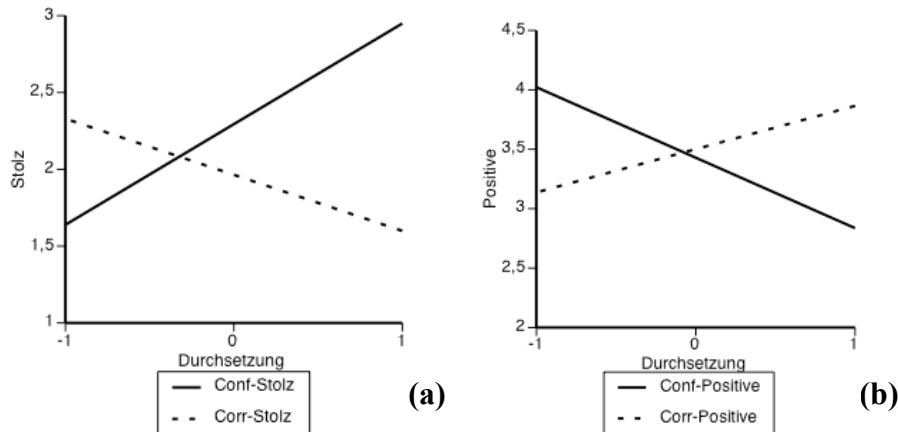 3
2,5
2
1,5
1
Stolz
-1
0
1
Durchsetzung
Conf-Stolz
Corr-Stolz
(a)
4,5
4
3,5
3
2,5
2
Positive
-1
0
1
Durchsetzung
Conf-Positive
Corr-Positive
(b)